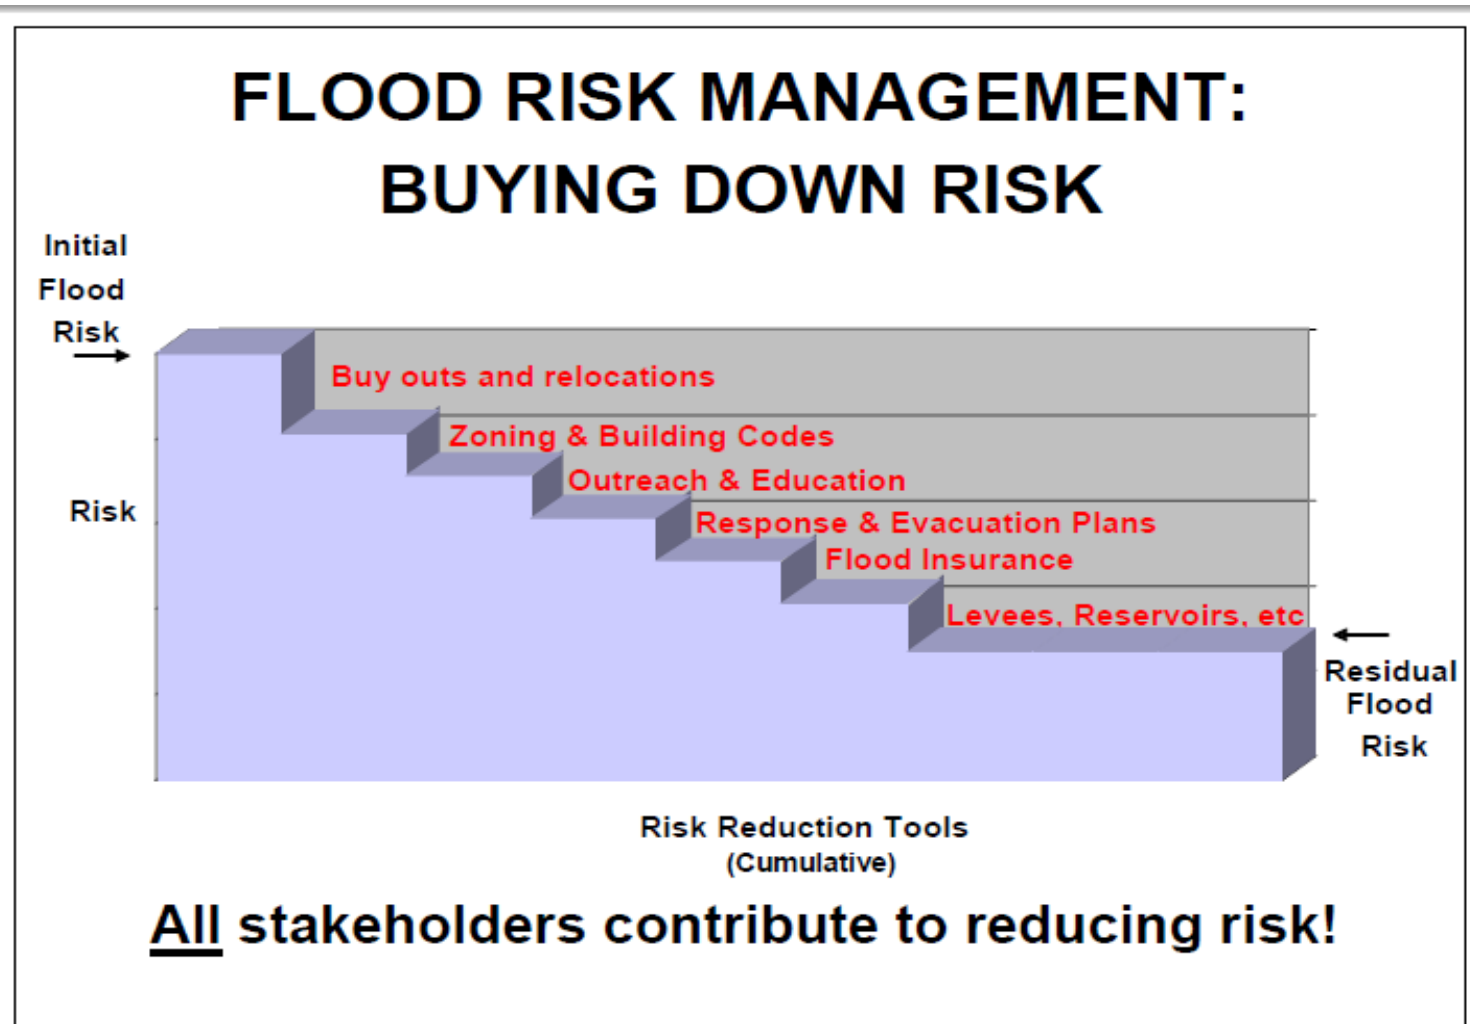 FLOOD RISK MANAGEMENT:
BUYING DOWN RISK
Initial
Flood
Risk
Buy outs and relocations
Zoning & Building Codes
Outreach & Education
Risk
Response & Evacuation Plans
Flood Insurance
Levees, Reservoirs, etc
Residual
Flood
Risk
Risk Reduction Tools
(Cumulative)
All stakeholders contribute to reducing risk!